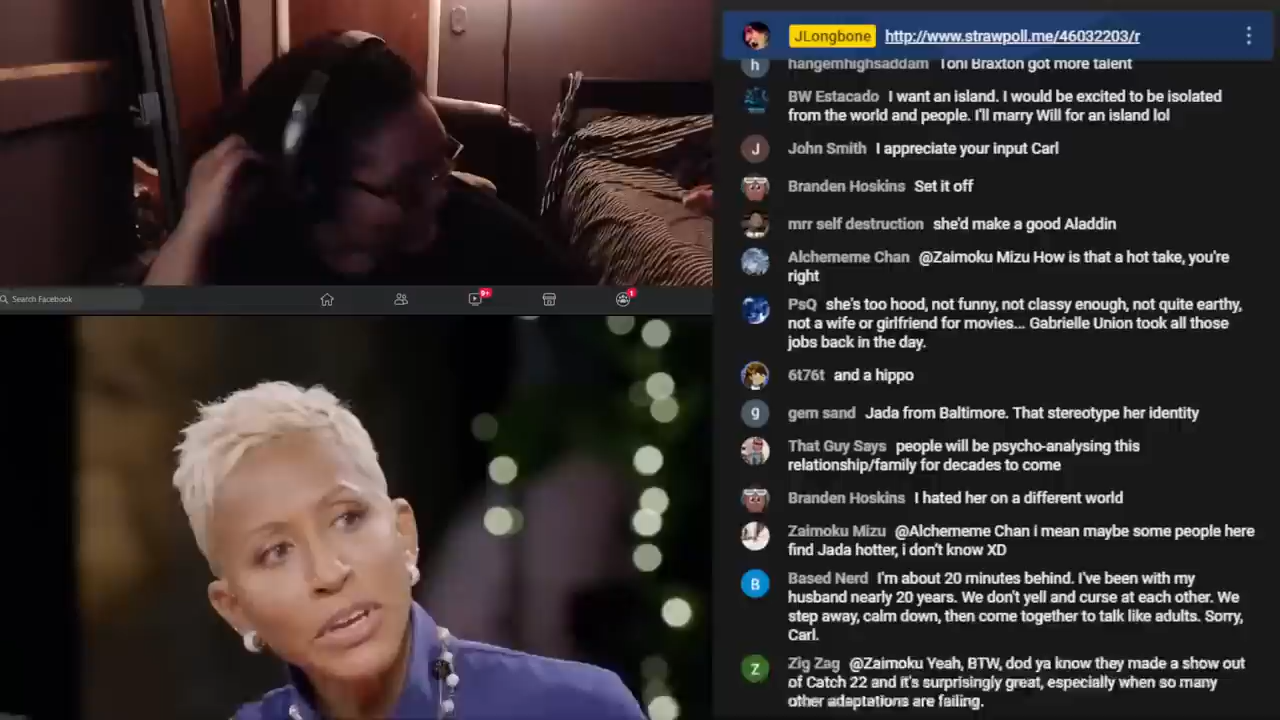 JLongbone http://www.strawpoll.me/46032203/r
h hangemhighsaddam Toni Braxton got more talent
BW Estacado I want an island. I would be excited to be isolated
from the world and people. I'll marry Will for an island lol
J John Smith I appreciate your input Carl
Branden Hoskins Set it off
mrr self destruction she'd make a good Aladdin
Alchememe Chan @Zaimoku Mizu How is that a hot take, you're
right
PsQ she's too hood, not funny, not classy enough, not quite earthy,
not a wife or girlfriend for movies... Gabrielle Union took all those
jobs back in the day.
6t76t and a hippo
g gem sand Jada from Baltimore. That stereotype her identity
That Guy Says people will be psycho-analysing this
relationship/family for decades to come
Branden Hoskins I hated her on a different world
Zaimoku Mizu @Alchememe Chan i mean maybe some people here
find Jada hotter, i don't know XD
B Based Nerd I'm about 20 minutes behind. I've been with my
husband nearly 20 years. We don't yell and curse at each other. We
step away, calm down, then come together to talk like adults. Sorry,
Carl.
Z Zig Zag @Zaimoku Yeah, BTW, dod ya know they made a show out
of Catch 22 and it's surprisingly great, especially when so many
other adaptations are failing.
Search Facebook
9+
1